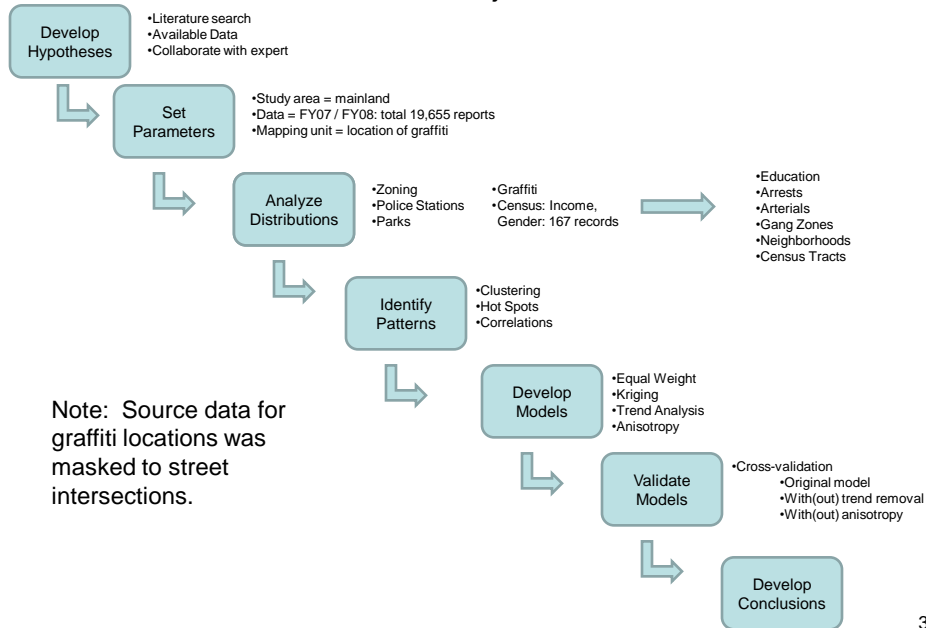 Develop
Hypotheses
•Literature search
•Available Data
•Collaborate with expert
Set
Parameters
•Study area = mainland
•Data = FY07 / FY08: total 19,655 reports
•Mapping unit = location of graffiti
Analyze
Distributions
•Zoning
•Police Stations
•Parks
•Graffiti
•Census: Income,
Gender: 167 records
•Education
•Arrests
•Arterials
•Gang Zones
•Neighborhoods
•Census Tracts
Identify
Patterns
•Clustering
•Hot Spots
•Correlations
Develop
Models
•Equal Weight
•Kriging
•Trend Analysis
•Anisotropy
Note: Source data for
graffiti locations was
masked to street
intersections.
Validate
Models
•Cross-validation
•Original model
•With(out) trend removal
•With(out) anisotropy
Develop
Conclusions
3